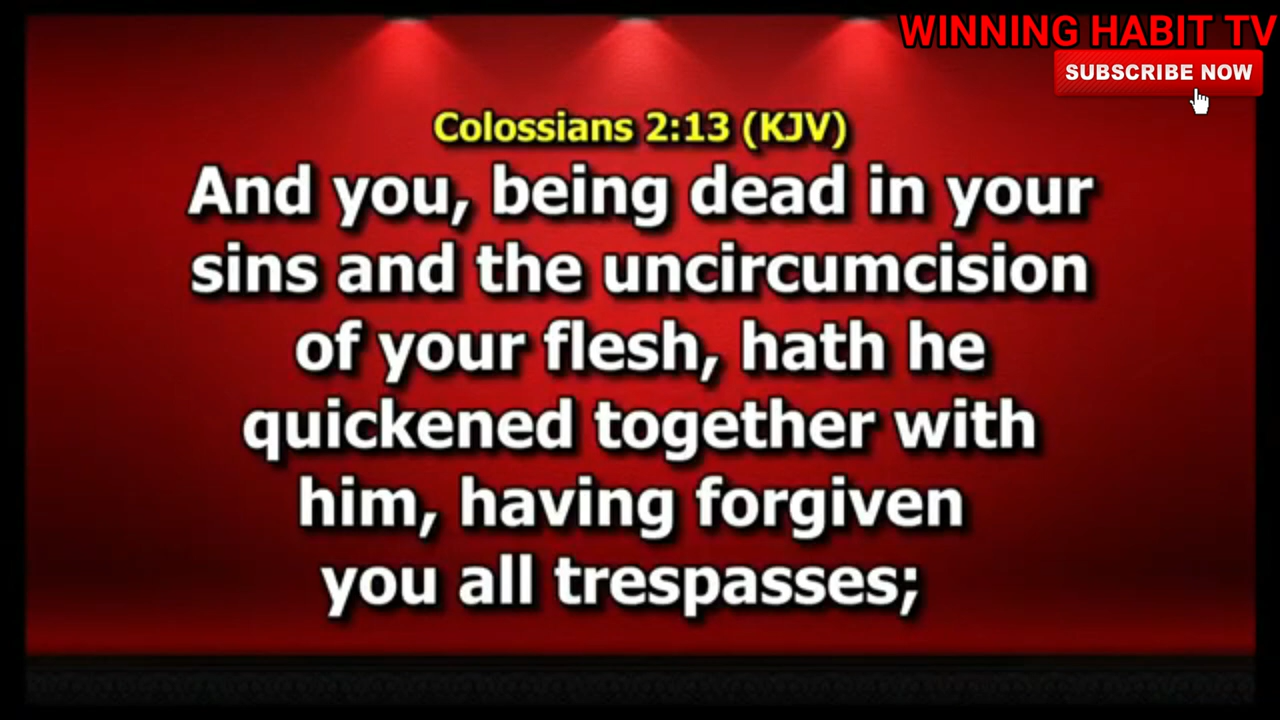 WINNING HABIT TV
SUBSCRIBE NOW
Colossians 2:13 (KJV)
And you, being dead in your
sins and the uncircumcision
of your flesh, hath he
quickened together with
him, having forgiven
you all trespasses;